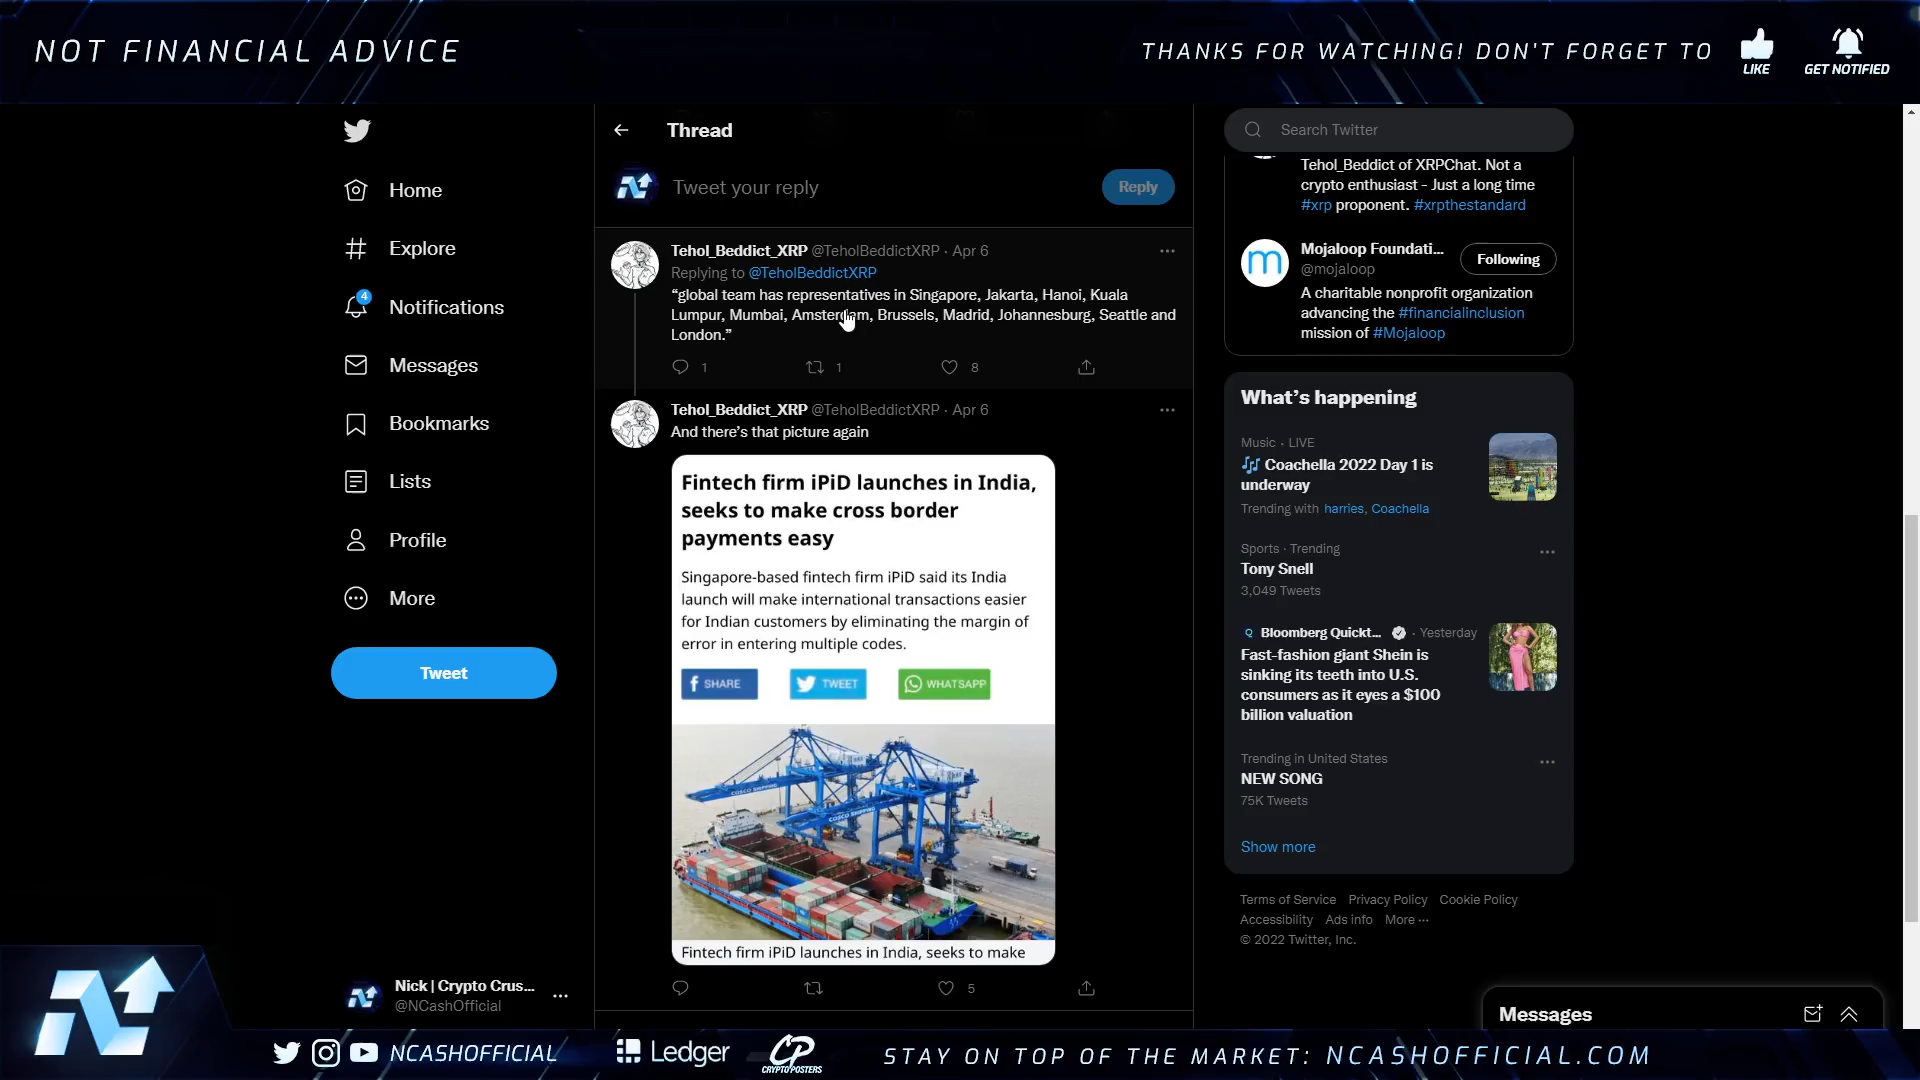 NOT FINANCIAL ADVICE
THANKS FOR WATCHING! DON'T FORGET TO
LIKE
GET NOTIFIED
Home
Explore
4
Notifications
Messages
Bookmarks
Lists
Profile
More
Tweet
Nick | Crypto Crus...
@NCashOfficial
Thread
Tweet your reply
Reply
Tehol_Beddict_XRP @TeholBeddictXRP · Apr 6
Replying to @TeholBeddictXRP
“global team has representatives in Singapore, Jakarta, Hanoi, Kuala
Lumpur, Mumbai, Amsterdam, Brussels, Madrid, Johannesburg, Seattle and
London.”
1
1
8
Tehol_Beddict_XRP @TeholBeddictXRP · Apr 6
And there’s that picture again
Fintech firm iPiD launches in India,
seeks to make cross border
payments easy
Singapore-based fintech firm iPiD said its India
launch will make international transactions easier
for Indian customers by eliminating the margin of
error in entering multiple codes.
SHARE
TWEET
WHATSAPP
COSCO SHIPPING
COSCO SHIPPING
Fintech firm iPiD launches in India, seeks to make
5
Search Twitter
Tehol_Beddict of XRPChat. Not a
crypto enthusiast - Just a long time
#xrp proponent. #xrpthestandard
Mojaloop Foundati...
@mojaloop
Following
A charitable nonprofit organization
advancing the #financialinclusion
mission of #Mojaloop
What’s happening
Music · LIVE
🎶 Coachella 2022 Day 1 is
underway
Trending with harries, Coachella
Sports · Trending
Tony Snell
3,049 Tweets
Bloomberg Quickt... · Yesterday
Fast-fashion giant Shein is
sinking its teeth into U.S.
consumers as it eyes a $100
billion valuation
Trending in United States
NEW SONG
75K Tweets
Show more
Terms of Service Privacy Policy Cookie Policy
Accessibility Ads info More ···
© 2022 Twitter, Inc.
Messages
NCASHOFFICIAL
Ledger
CP
CRYPTOPOSTERS
STAY ON TOP OF THE MARKET: NCASHOFFICIAL.COM